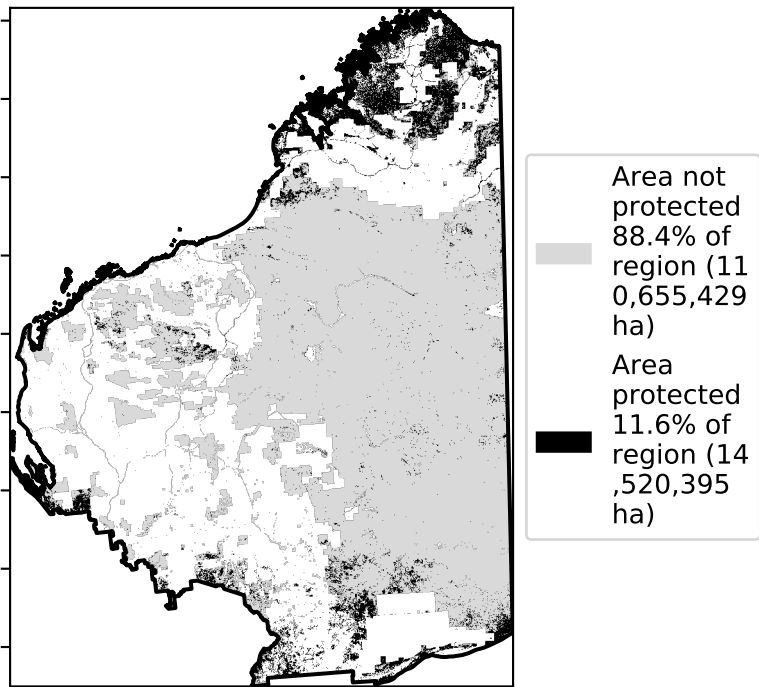 Area not
protected
88.4% of
region (11
0,655,429
ha)
Area
protected
11.6% of
region (14
,520,395
ha)